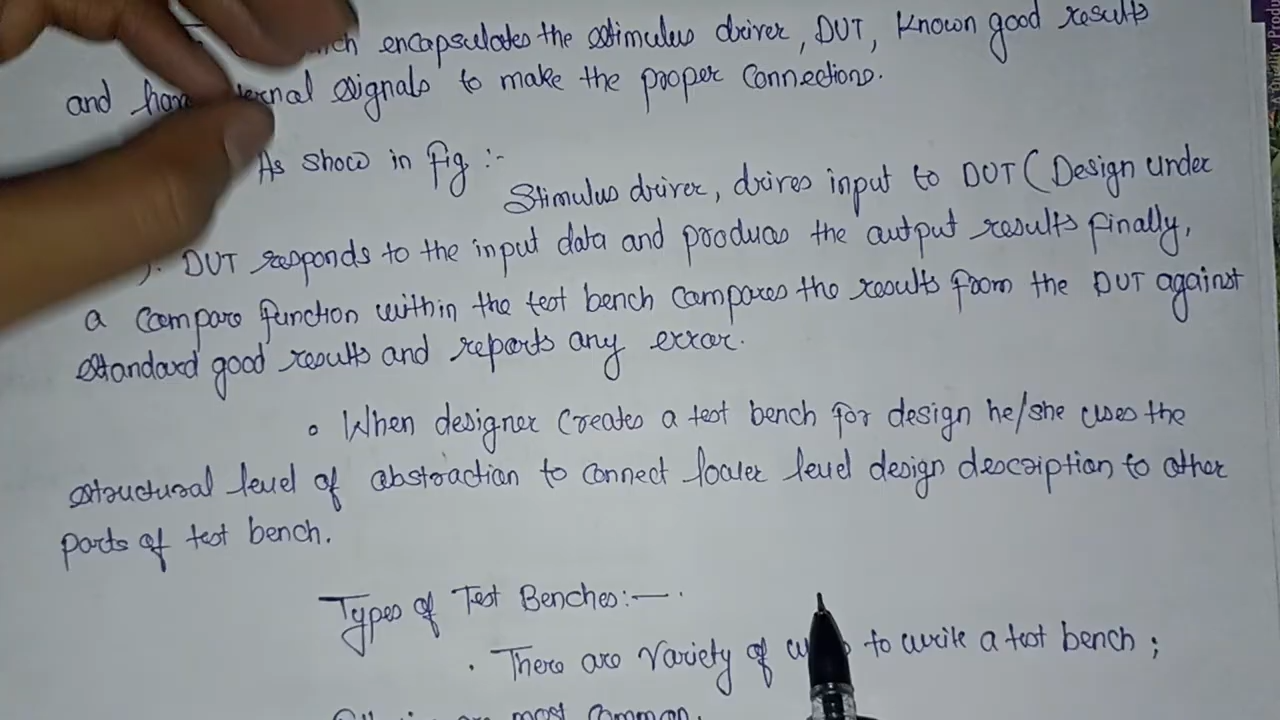 encapsulates the stimulus driver, DUT, Known good results
and signals to make the proper connections.
As show in fig :-
Stimulus driver, drives input to DUT ( Design under
). DUT responds to the input data and produces the output results finally,
a compare function within the test bench compares the results from the DUT against
standard good results and reports any error.
• When designer creates a test bench for design he/she uses the
structural level of abstraction to connect lower level design description to other
parts of test bench.
Types of Test Benches:—.
. There are variety of to write a test bench ;
are most common.